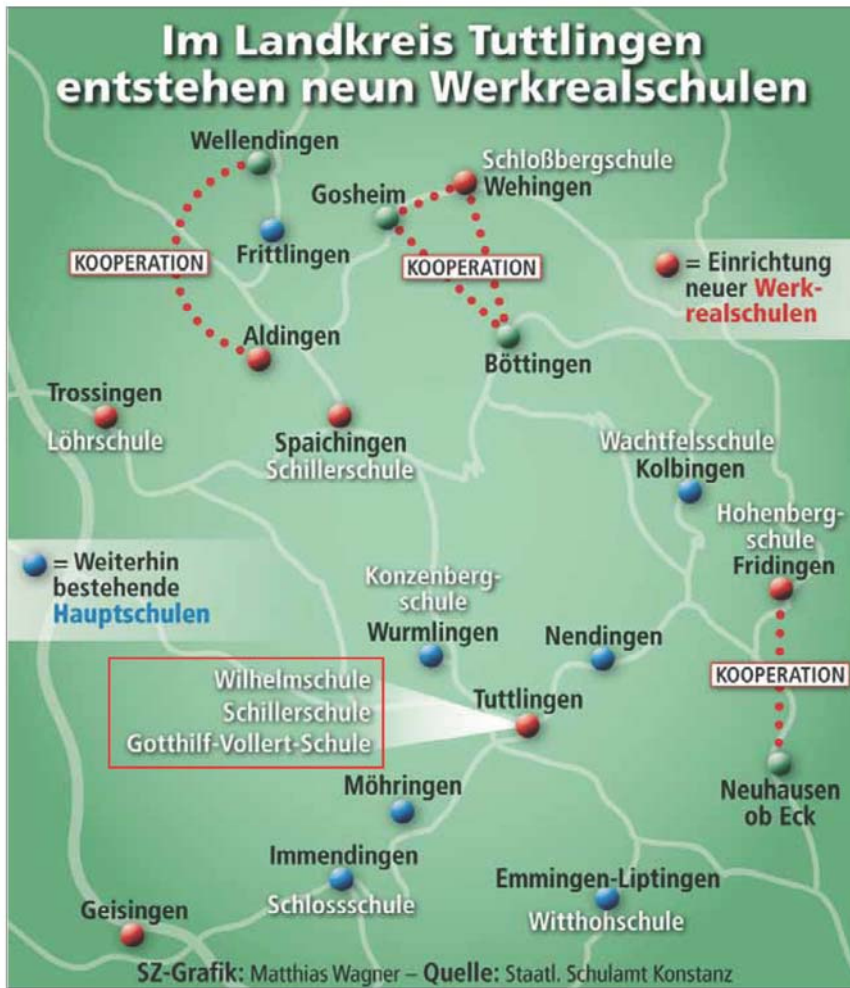 Im Landkreis Tuttlingen
entstehen neun Werkrealschulen
Wellendingen
Schloßbergschule
Wehingen
Gosheim
Frittlingen
KOOPERATION
KOOPERATION
= Einrichtung
neuer Werk-
realschulen
Aldingen
Böttingen
Trossingen
Löhrschule
Spaichingen
Schillerschule
Wachtfelsschule
Kolbingen
Hohenberg-
schule
Fridingen
= Weiterhin
bestehende
Hauptschulen
Konzenberg-
schule
Wurmlingen
Nendingen
KOOPERATION
Wilhelmschule
Schillerschule
Gotthilf-Vollert-Schule
Tuttlingen
Neuhausen
ob Eck
Möhringen
Immendingen
Schlossschule
Emmingen-Liptingen
Witthohschule
Geisingen
SZ-Grafik: Matthias Wagner – Quelle: Staatl. Schulamt Konstanz